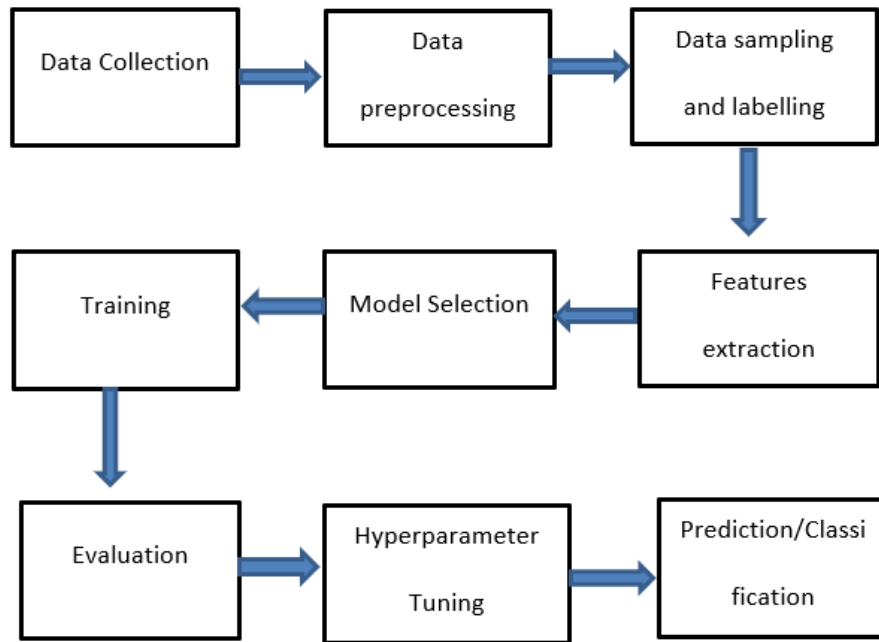 Data Collection
Data
preprocessing
Data sampling
and labelling
Features
extraction
Model Selection
Training
Evaluation
Hyperparameter
Tuning
Prediction/Classi
fication